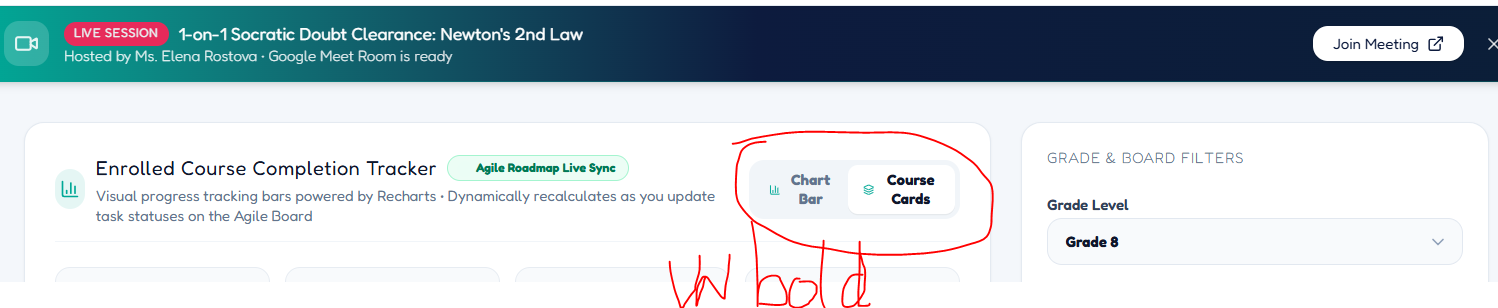 LIVE SESSION 1-on-1 Socratic Doubt Clearance: Newton's 2nd Law
Hosted by Ms. Elena Rostova · Google Meet Room is ready
Join Meeting
Enrolled Course Completion Tracker Agile Roadmap Live Sync
Visual progress tracking bars powered by Recharts · Dynamically recalculates as you update
task statuses on the Agile Board
Chart
Bar
Course
Cards
GRADE & BOARD FILTERS
Grade Level
Grade 8
bold